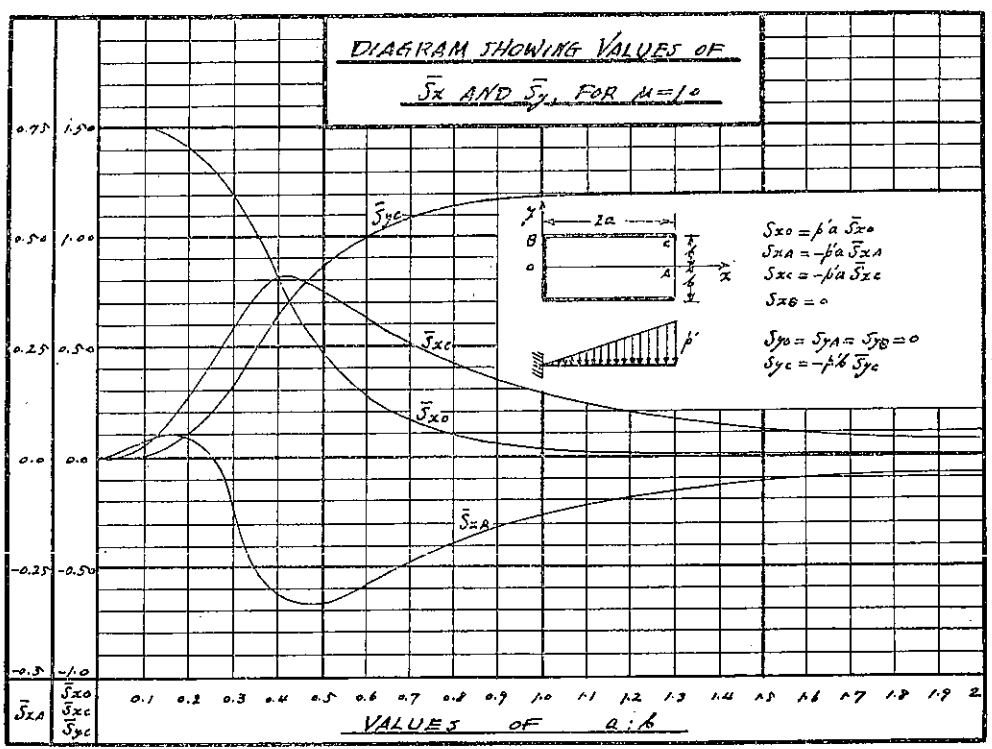 DIAGRAM SHOWING VALUES OF
S̄x AND S̄y, FOR μ=10
0.75 1.50
0.50 1.00
0.25 0.50
0.0 0.0
-0.25 -0.50
-0.5 -1.0
S̄yc
S̄xc
S̄xo
S̄xA
y
2a
B
C
O
A
x
b
b
p'
Sxo = p'a S̄xo
SxA = -p'a S̄xA
Sxc = -p'a S̄xc
SxB = 0
Syo = SyA = SyB = 0
Syc = -p'b S̄yc
S̄xA
S̄xo
S̄xc
S̄yc
0.1 0.2 0.3 0.4 0.5 0.6 0.7 0.8 0.9 1.0 1.1 1.2 1.3 1.4 1.5 1.6 1.7 1.8 1.9 2
VALUES OF a:b